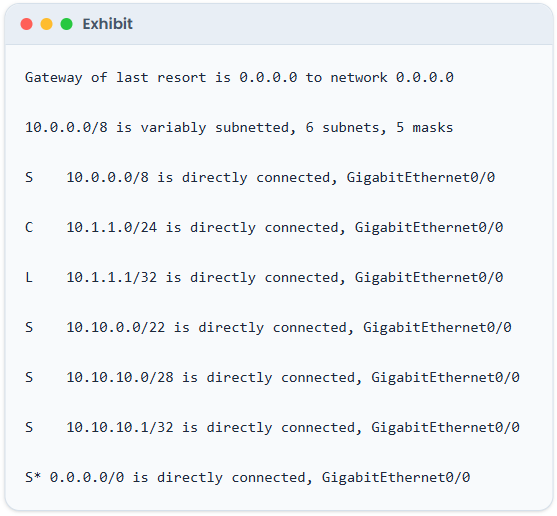 Exhibit
Gateway of last resort is 0.0.0.0 to network 0.0.0.0
10.0.0.0/8 is variably subnetted, 6 subnets, 5 masks
S    10.0.0.0/8 is directly connected, GigabitEthernet0/0
C    10.1.1.0/24 is directly connected, GigabitEthernet0/0
L    10.1.1.1/32 is directly connected, GigabitEthernet0/0
S    10.10.0.0/22 is directly connected, GigabitEthernet0/0
S    10.10.10.0/28 is directly connected, GigabitEthernet0/0
S    10.10.10.1/32 is directly connected, GigabitEthernet0/0
S* 0.0.0.0/0 is directly connected, GigabitEthernet0/0